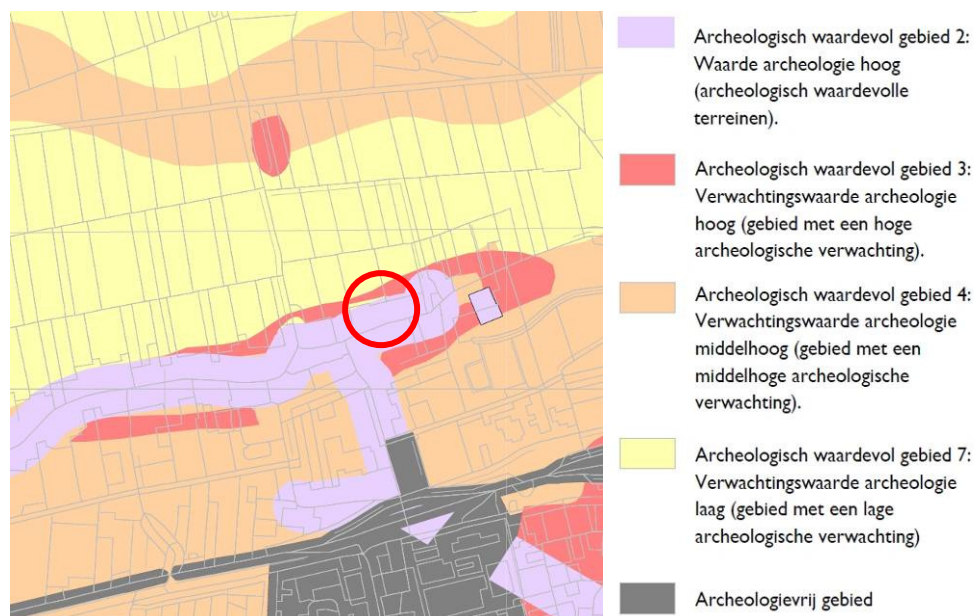 Archeologisch waardevol gebied 2:
Waarde archeologie hoog
(archeologisch waardevolle
terreinen).
Archeologisch waardevol gebied 3:
Verwachtingswaarde archeologie
hoog (gebied met een hoge
archeologische verwachting).
Archeologisch waardevol gebied 4:
Verwachtingswaarde archeologie
middelhoog (gebied met een
middelhoge archeologische
verwachting).
Archeologisch waardevol gebied 7:
Verwachtingswaarde archeologie
laag (gebied met een lage
archeologische verwachting)
Archeologievrij gebied